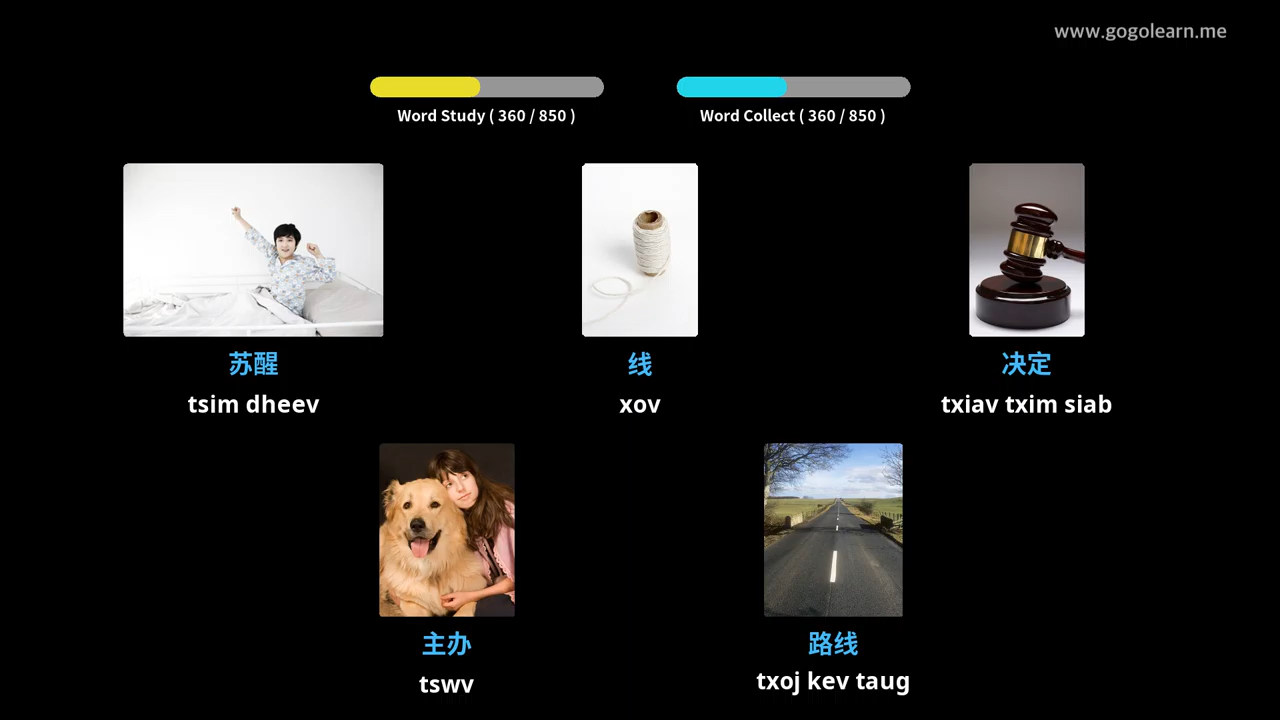 www.gogolearn.me
Word Study ( 360 / 850 )
Word Collect ( 360 / 850 )
苏醒
tsim dheev
线
xov
决定
txiav txim siab
主办
tswv
路线
txoj kev taug